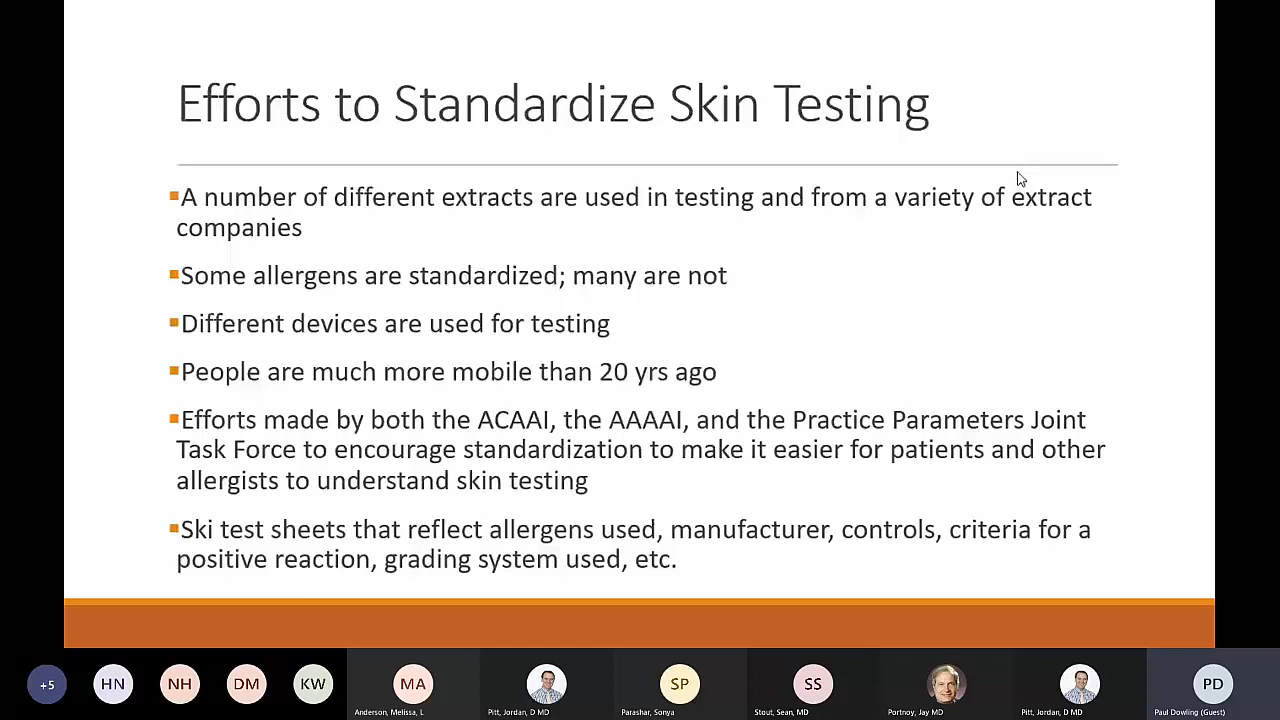 Efforts to Standardize Skin Testing
▪A number of different extracts are used in testing and from a variety of extract
companies
▪Some allergens are standardized; many are not
▪Different devices are used for testing
▪People are much more mobile than 20 yrs ago
▪Efforts made by both the ACAAI, the AAAAI, and the Practice Parameters Joint
Task Force to encourage standardization to make it easier for patients and other
allergists to understand skin testing
▪Ski test sheets that reflect allergens used, manufacturer, controls, criteria for a
positive reaction, grading system used, etc.
+5 HN NH DM KW MA SP SS PD
Anderson, Melissa, L Pitt, Jordan, D MD Parashar, Sonya Stout, Sean, MD Portnoy, Jay MD Pitt, Jordan, D MD Paul Dowling (Guest)